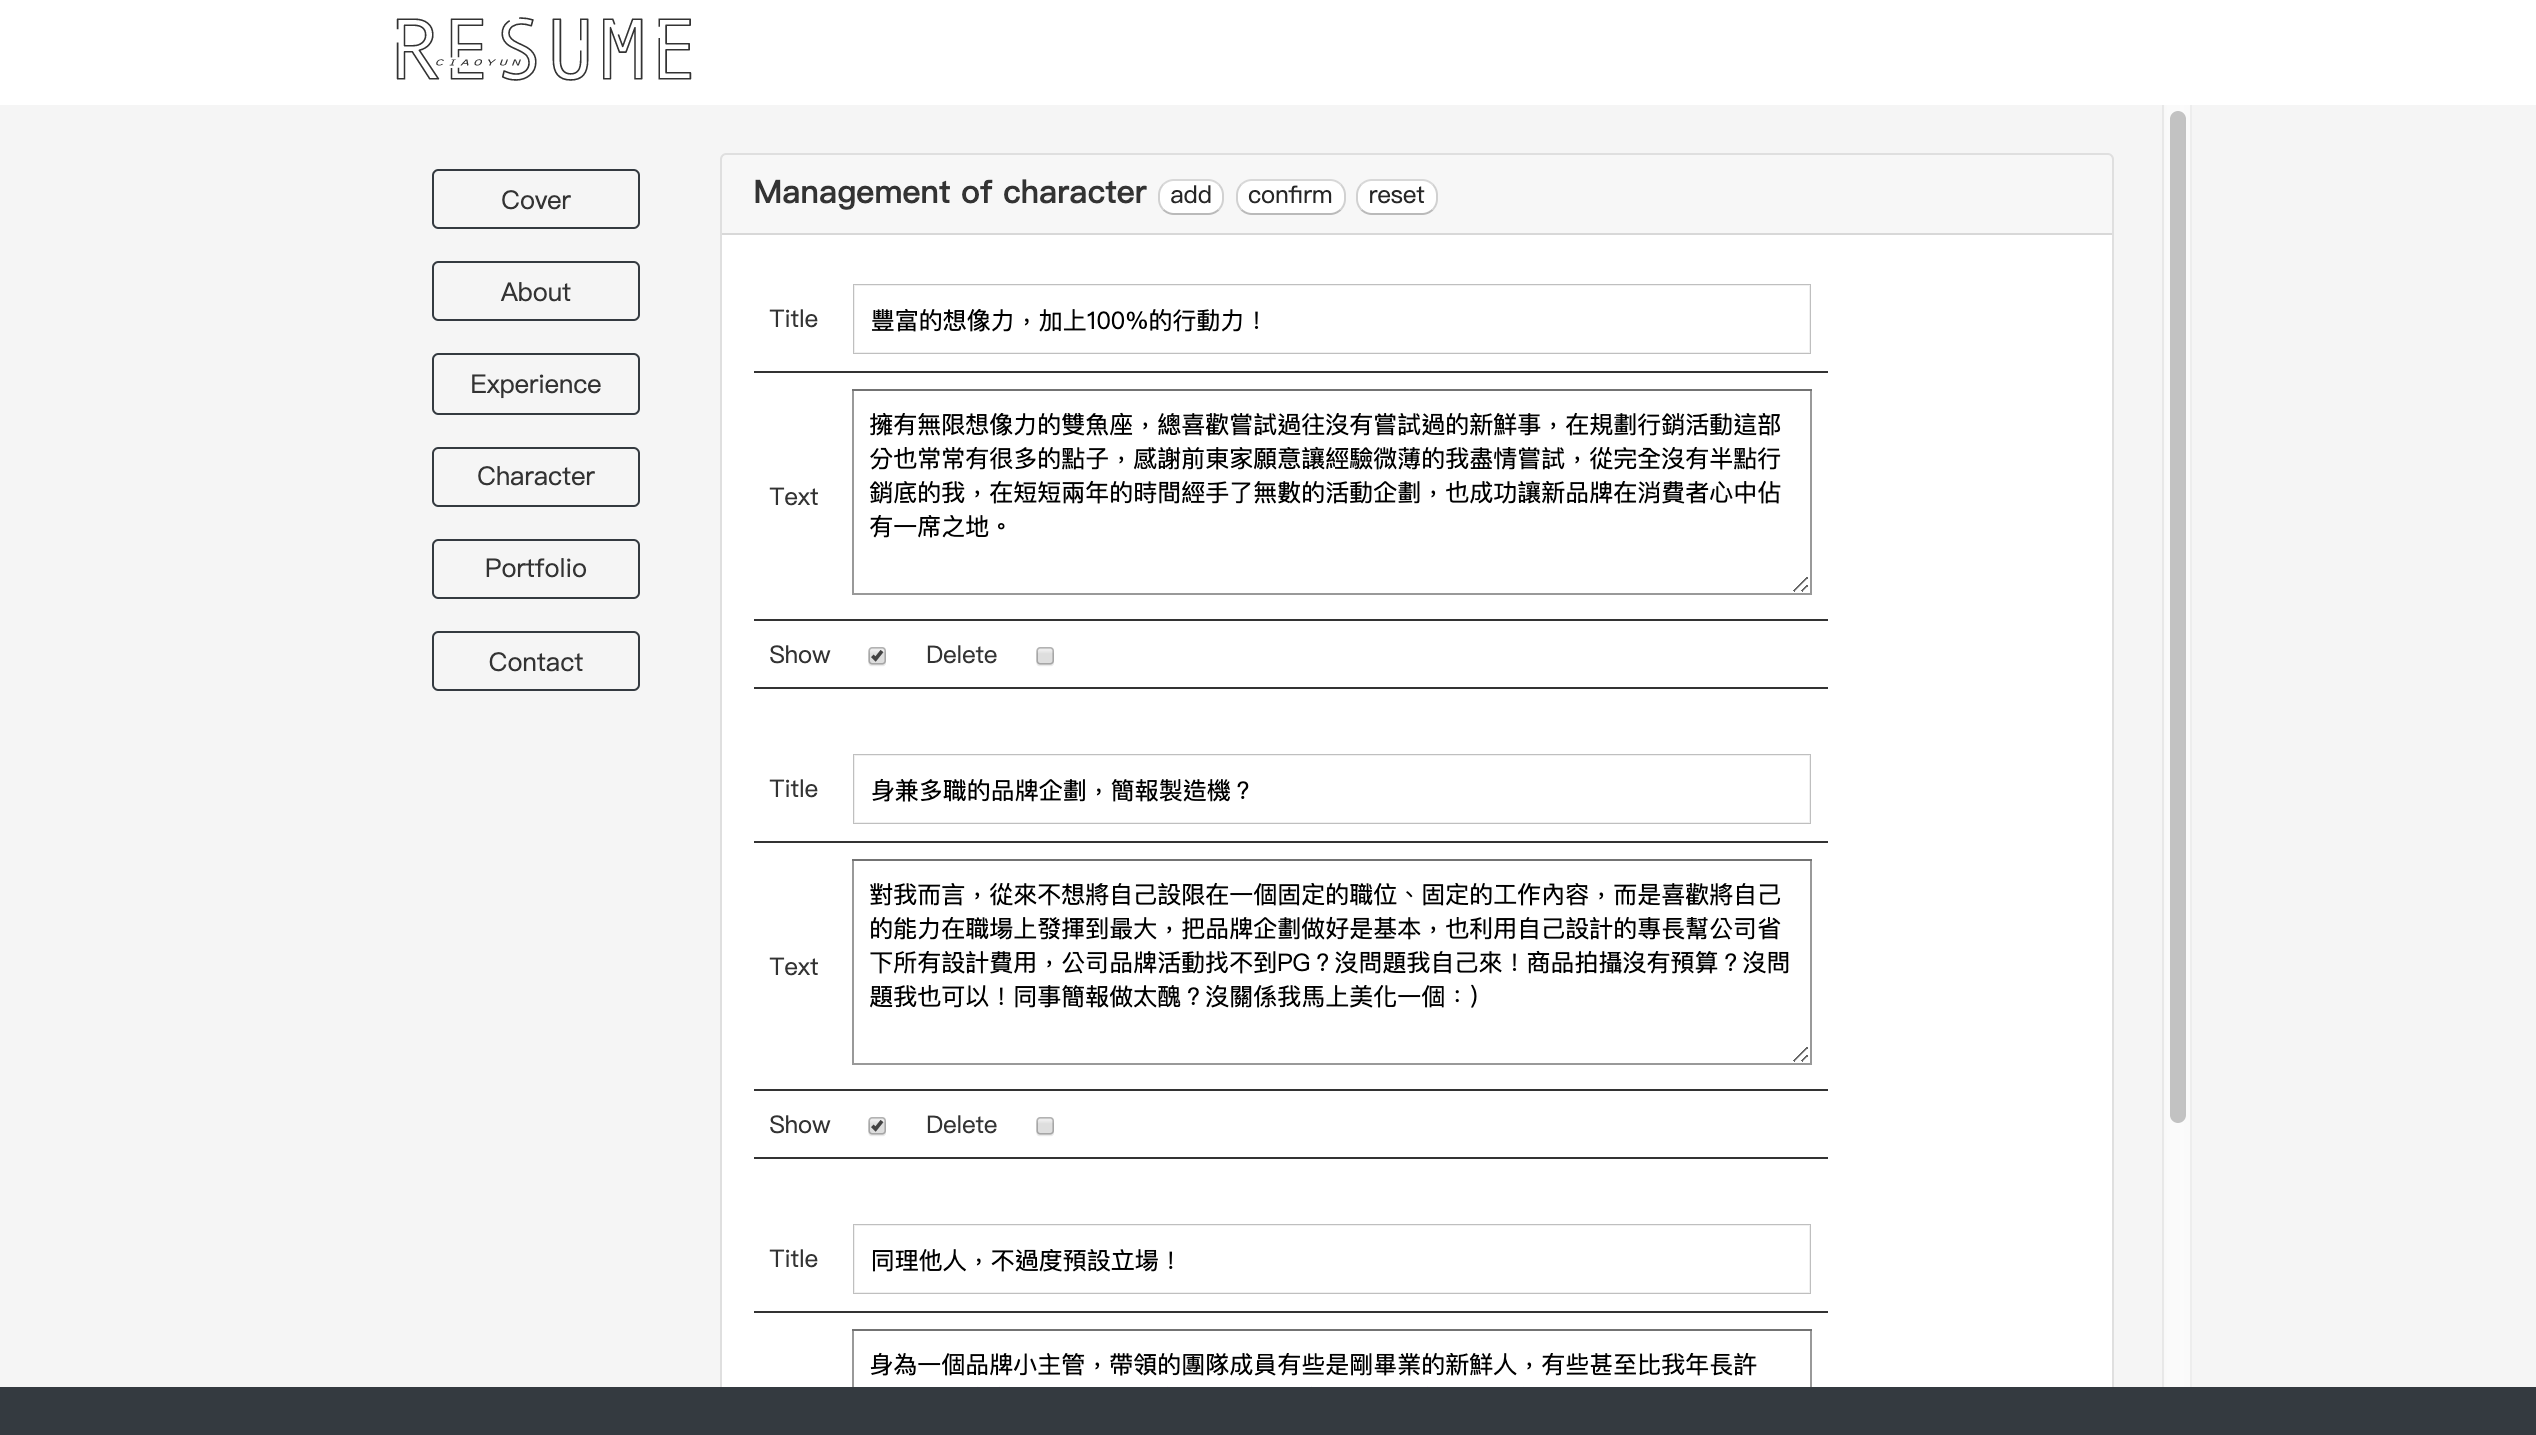 RESUME
CIAOYUN
Cover
About
Experience
Character
Portfolio
Contact
Management of character add confirm reset
Title 豐富的想像力，加上100%的行動力！
Text 擁有無限想像力的雙魚座，總喜歡嘗試過往沒有嘗試過的新鮮事，在規劃行銷活動這部
分也常常有很多的點子，感謝前東家願意讓經驗微薄的我盡情嘗試，從完全沒有半點行
銷底的我，在短短兩年的時間經手了無數的活動企劃，也成功讓新品牌在消費者心中佔
有一席之地。
Show Delete
Title 身兼多職的品牌企劃，簡報製造機？
Text 對我而言，從來不想將自己設限在一個固定的職位、固定的工作內容，而是喜歡將自己
的能力在職場上發揮到最大，把品牌企劃做好是基本，也利用自己設計的專長幫公司省
下所有設計費用，公司品牌活動找不到PG？沒問題我自己來！商品拍攝沒有預算？沒問
題我也可以！同事簡報做太醜？沒關係我馬上美化一個：）
Show Delete
Title 同理他人，不過度預設立場！
身為一個品牌小主管，帶領的團隊成員有些是剛畢業的新鮮人，有些甚至比我年長許